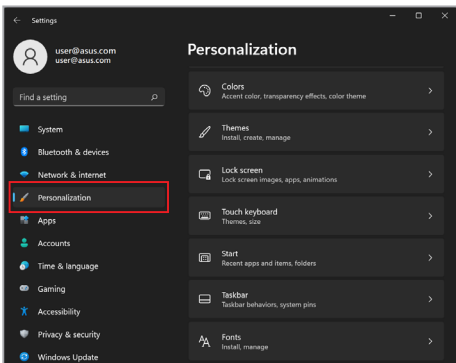 Settings
user@asus.com
user@asus.com
Find a setting
System
Bluetooth & devices
Network & internet
Personalization
Apps
Accounts
Time & language
Gaming
Accessibility
Privacy & security
Windows Update
Personalization
Colors
Accent color, transparency effects, color theme
Themes
Install, create, manage
Lock screen
Lock screen images, apps, animations
Touch keyboard
Themes, size
Start
Recent apps and items, folders
Taskbar
Taskbar behaviors, system pins
Fonts
Install, manage